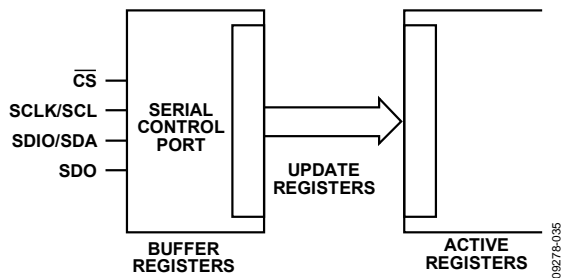 CS
SCLK/SCL
SDIO/SDA
SDO
SERIAL
CONTROL
PORT
UPDATE
REGISTERS
BUFFER
REGISTERS
ACTIVE
REGISTERS
09278-035